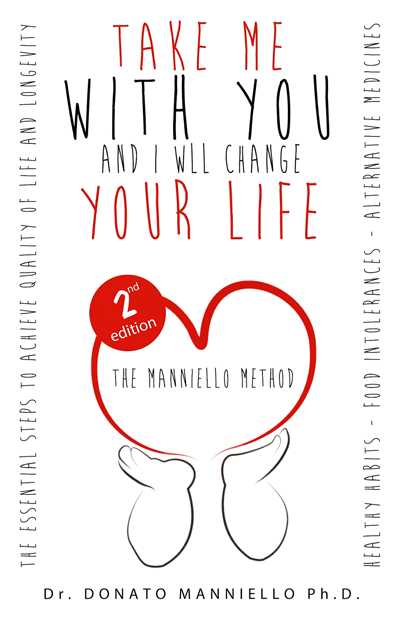 TAKE ME
WITH YOU
AND I WLL CHANGE
YOUR LIFE
THE ESSENTIAL STEPS TO ACHIEVE QUALITY OF LIFE AND LONGEVITY
HEALTHY HABITS - FOOD INTOLERANCES - ALTERNATIVE MEDICINES
2nd
edition
THE MANNIELLO METHOD
Dr. DONATO MANNIELLO Ph.D.